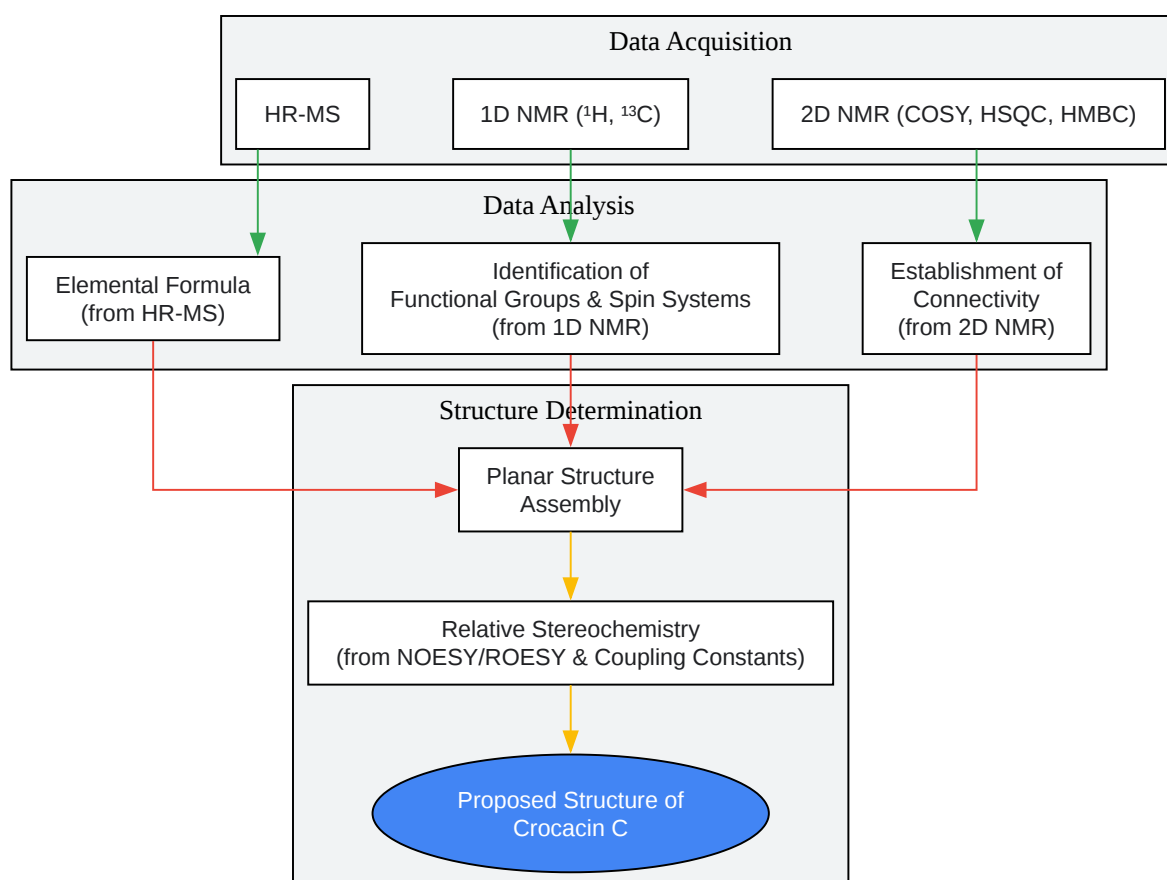 Data Acquisition
HR-MS
1D NMR (¹H, ¹³C)
2D NMR (COSY, HSQC, HMBC)
Data Analysis
Elemental Formula
(from HR-MS)
Identification of
Functional Groups & Spin Systems
(from 1D NMR)
Establishment of
Connectivity
(from 2D NMR)
Structure Determination
Planar Structure
Assembly
Relative Stereochemistry
(from NOESY/ROESY & Coupling Constants)
Proposed Structure of
Crocacin C